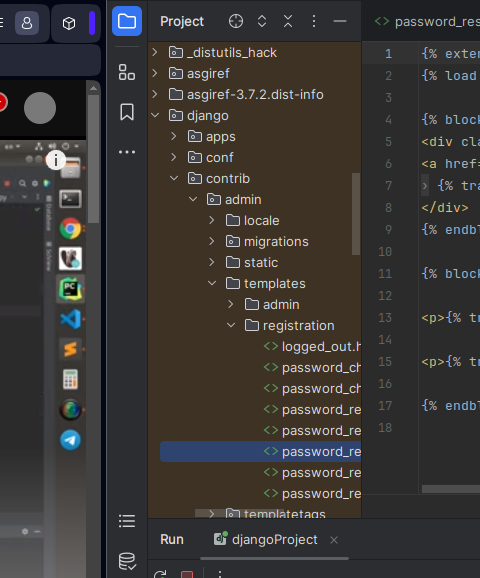 Project
password_res
_distutils_hack
asgiref
asgiref-3.7.2.dist-info
django
apps
conf
contrib
admin
locale
migrations
static
templates
admin
registration
logged_out.h
password_ch
password_ch
password_re
password_re
password_re
password_re
password_re
templatetags
1 {% exten
2 {% load
3
4 {% block
5 <div cla
6 <a href=
7 › {% tra
8 </div>
9 {% endbl
10
11 {% block
12
13 <p>{% tr
14
15 <p>{% tr
16
17 {% endbl
18
Run
djangoProject